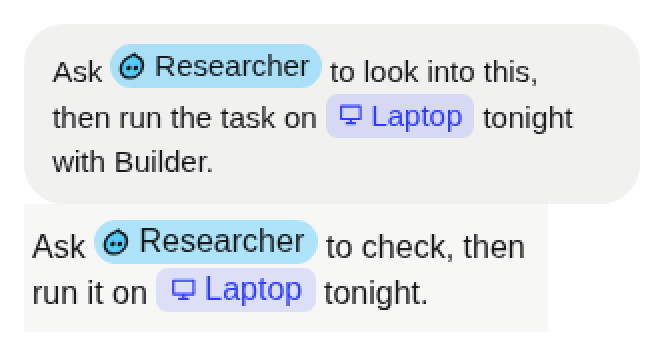 Ask Researcher to look into this,
then run the task on Laptop tonight
with Builder.
Ask Researcher to check, then
run it on Laptop tonight.